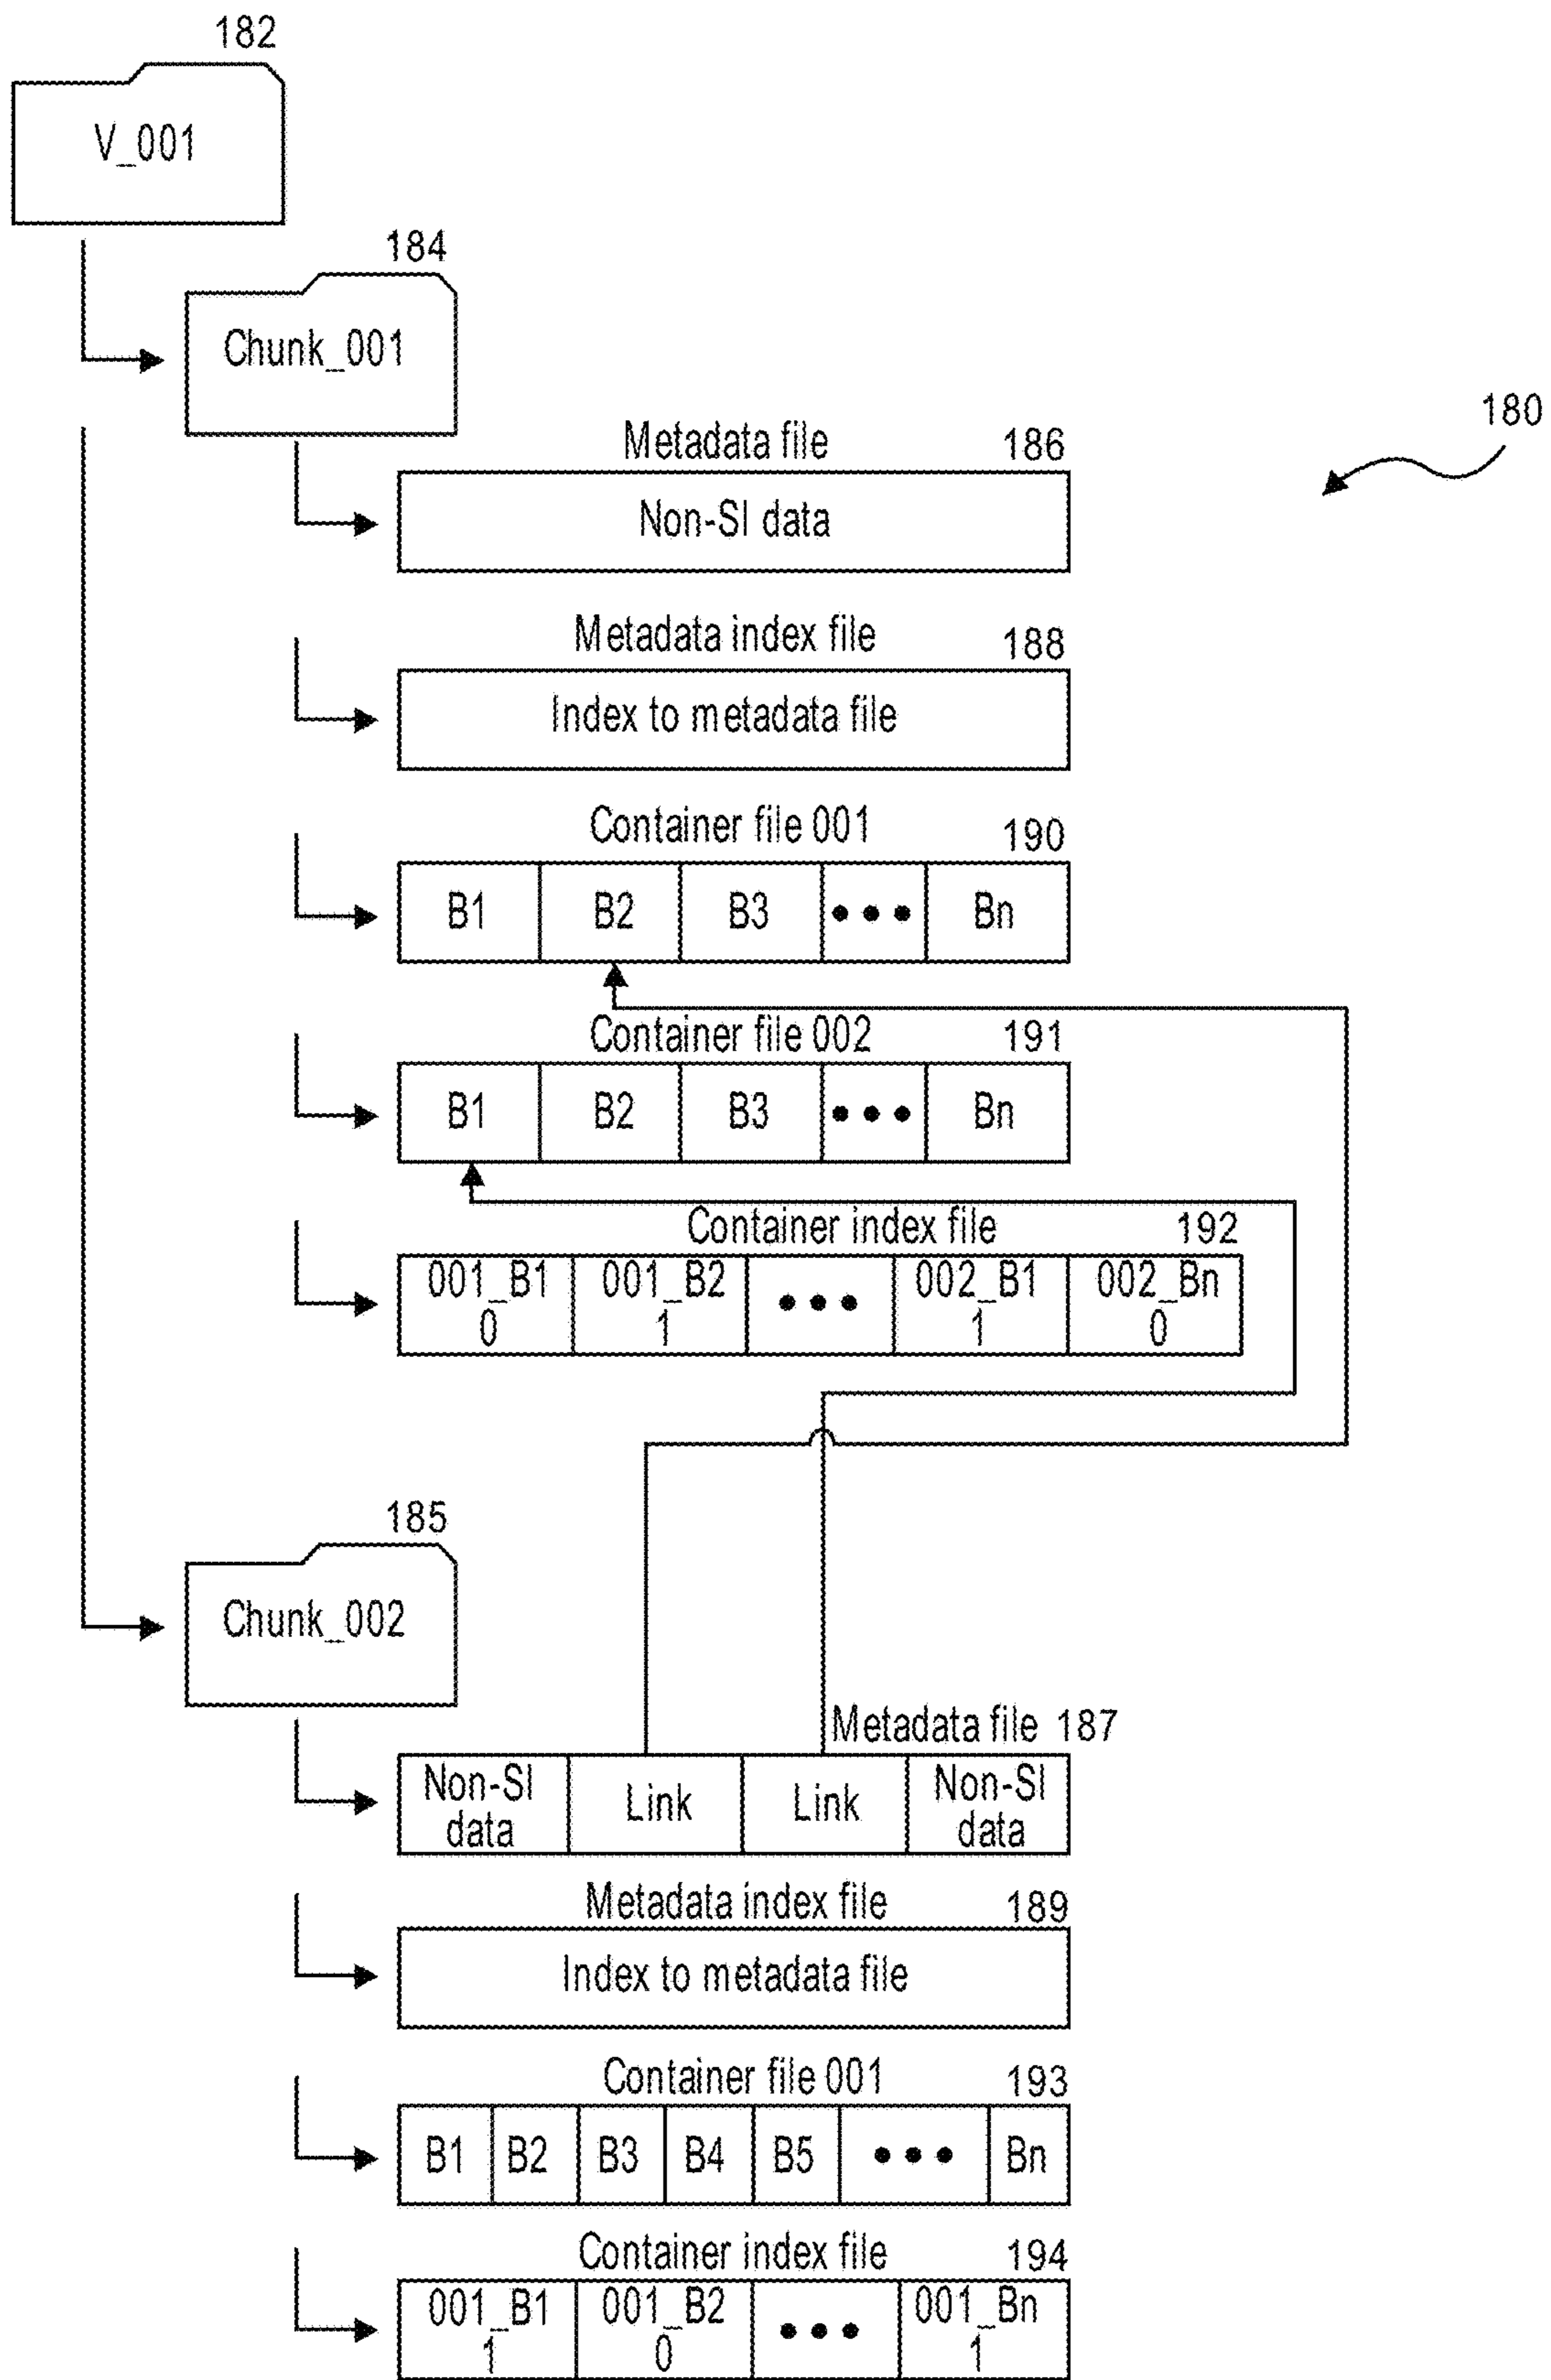 182
V_001
184
Chunk_001
180
Metadata file 186
Non-SI data
Metadata index file 188
Index to metadata file
Container file 001 190
B1 B2 B3 ••• Bn
Container file 002 191
B1 B2 B3 ••• Bn
Container index file 192
001_B1 001_B2 ••• 002_B1 002_Bn
0 1 1 0
185
Chunk_002
Metadata file 187
Non-SI Link Link Non-SI
data data
Metadata index file 189
Index to metadata file
Container file 001 193
B1 B2 B3 B4 B5 ••• Bn
Container index file 194
001_B1 001_B2 ••• 001_Bn
1 0 1